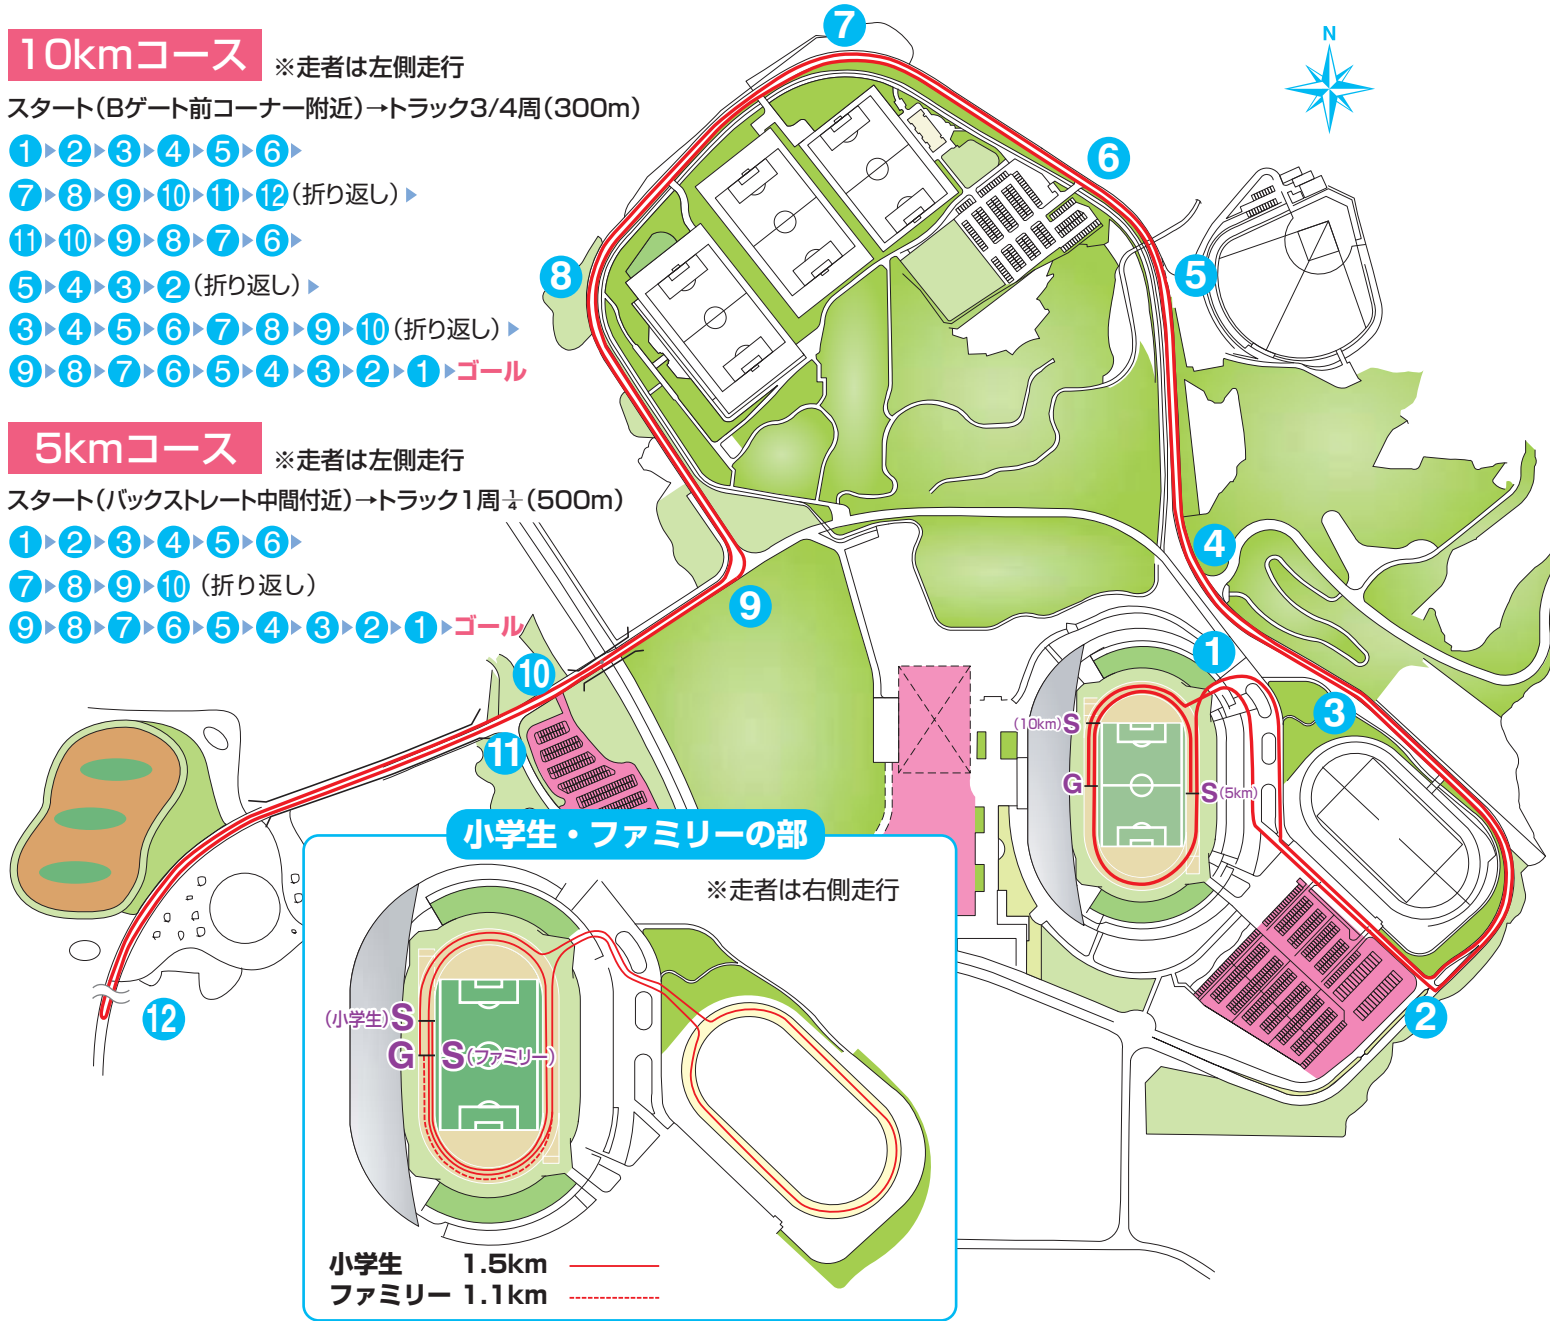 10kmコース ※走者は左側走行
スタート(Bゲート前コーナー附近)→トラック3/4周(300m)
1▶2▶3▶4▶5▶6▶
7▶8▶9▶10▶11▶12(折り返し)▶
11▶10▶9▶8▶7▶6▶
5▶4▶3▶2(折り返し)▶
3▶4▶5▶6▶7▶8▶9▶10(折り返し)▶
9▶8▶7▶6▶5▶4▶3▶2▶1▶ゴール
5kmコース ※走者は左側走行
スタート(バックストレート中間付近)→トラック1周1/4(500m)
1▶2▶3▶4▶5▶6▶
7▶8▶9▶10(折り返し)
9▶8▶7▶6▶5▶4▶3▶2▶1▶ゴール
N
7
6
5
8
4
9
1
10
3
11
(10km)S
G
S(5km)
12
2
小学生・ファミリーの部
※走者は右側走行
(小学生)S
G S(ファミリー)
小学生 1.5km
ファミリー 1.1km